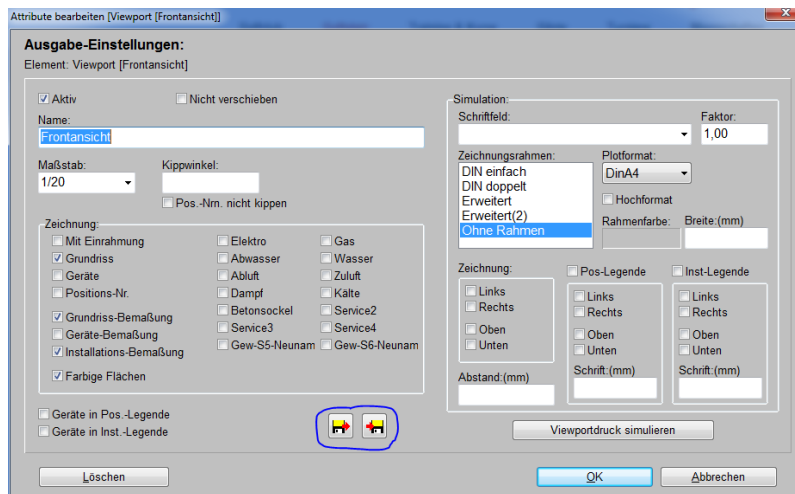 Attribute bearbeiten [Viewport [Frontansicht]]
Ausgabe-Einstellungen:
Element: Viewport [Frontansicht]
Aktiv
Nicht verschieben
Name:
Frontansicht
Maßstab:
Kippwinkel:
1/20
Pos.-Nrn. nicht kippen
Zeichnung:
Mit Einrahmung
Elektro
Gas
Grundriss
Abwasser
Wasser
Geräte
Abluft
Zuluft
Positions-Nr.
Dampf
Kälte
Grundriss-Bemaßung
Betonsockel
Service2
Geräte-Bemaßung
Service3
Service4
Installations-Bemaßung
Gew-S5-Neunam
Gew-S6-Neunam
Farbige Flächen
Geräte in Pos.-Legende
Geräte in Inst.-Legende
Simulation:
Schriftfeld:
Faktor:
1,00
Zeichnungsrahmen:
Plotformat:
DIN einfach
DIN doppelt
Erweitert
Erweitert(2)
Ohne Rahmen
DinA4
Hochformat
Rahmenfarbe:
Breite:(mm)
Zeichnung:
Pos-Legende
Inst-Legende
Links
Rechts
Oben
Unten
Links
Rechts
Oben
Unten
Links
Rechts
Oben
Unten
Abstand:(mm)
Schrift:(mm)
Schrift:(mm)
Viewportdruck simulieren
Löschen
OK
Abbrechen